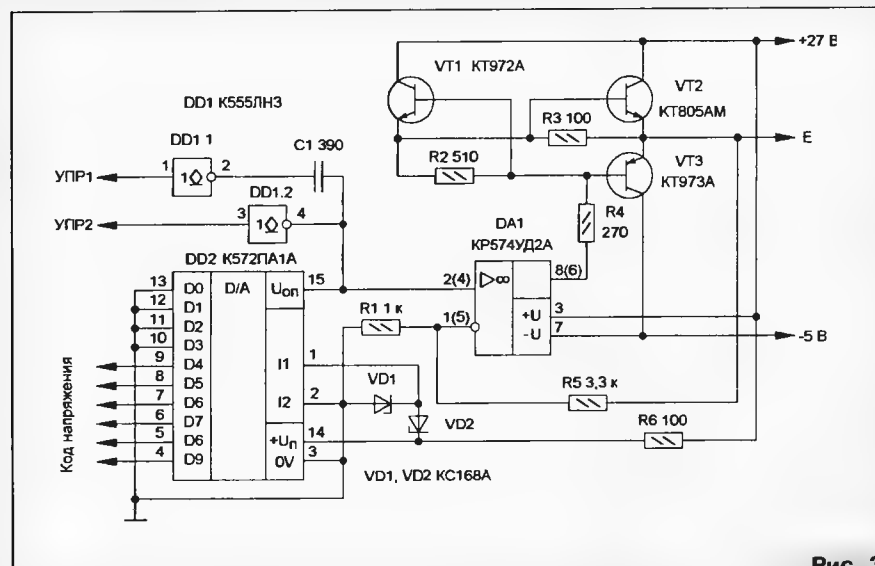 +27 В
VT1 КТ972А
VT2
КТ805АМ
DD1 К555ЛН3
R3 100
E
DD1 1
C1 390
R2 510
VT3
КТ973А
УПР1
1
1
2
DD1.2
R4
270
УПР2
3
1
4
DA1
КР574УД2А
DD2 К572ПА1А
8(6)
13
D0
D/A
Uоп
15
2(4)
▷∞
12
D1
R1 1 к
+U
3
11
D2
1(5)
-U
7
-5 В
10
D3
9
D4
I1
1
8
D5
VD1
R5 3,3 к
7
D6
I2
2
6
D7
VD2
R6 100
5
D6
+Uп
14
4
D9
0V
3
VD1, VD2 КС168А
Код напряжения
Рис. 2